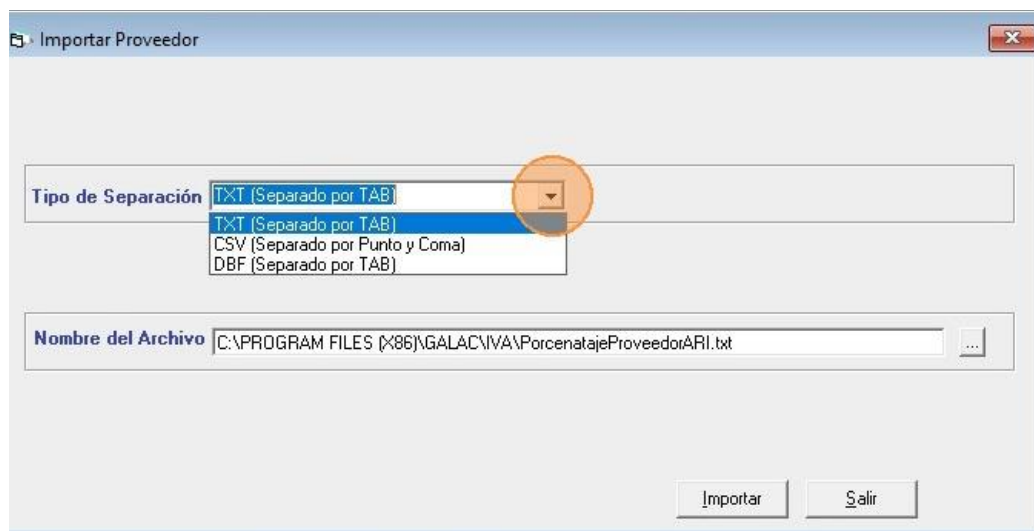 Importar Proveedor
Tipo de Separación TXT (Separado por TAB)
TXT (Separado por TAB)
CSV (Separado por Punto y Coma)
DBF (Separado por TAB)
Nombre del Archivo C:\PROGRAM FILES (X86)\GALAC\IVA\PorcenatajeProveedorARI.txt ...
Importar Salir